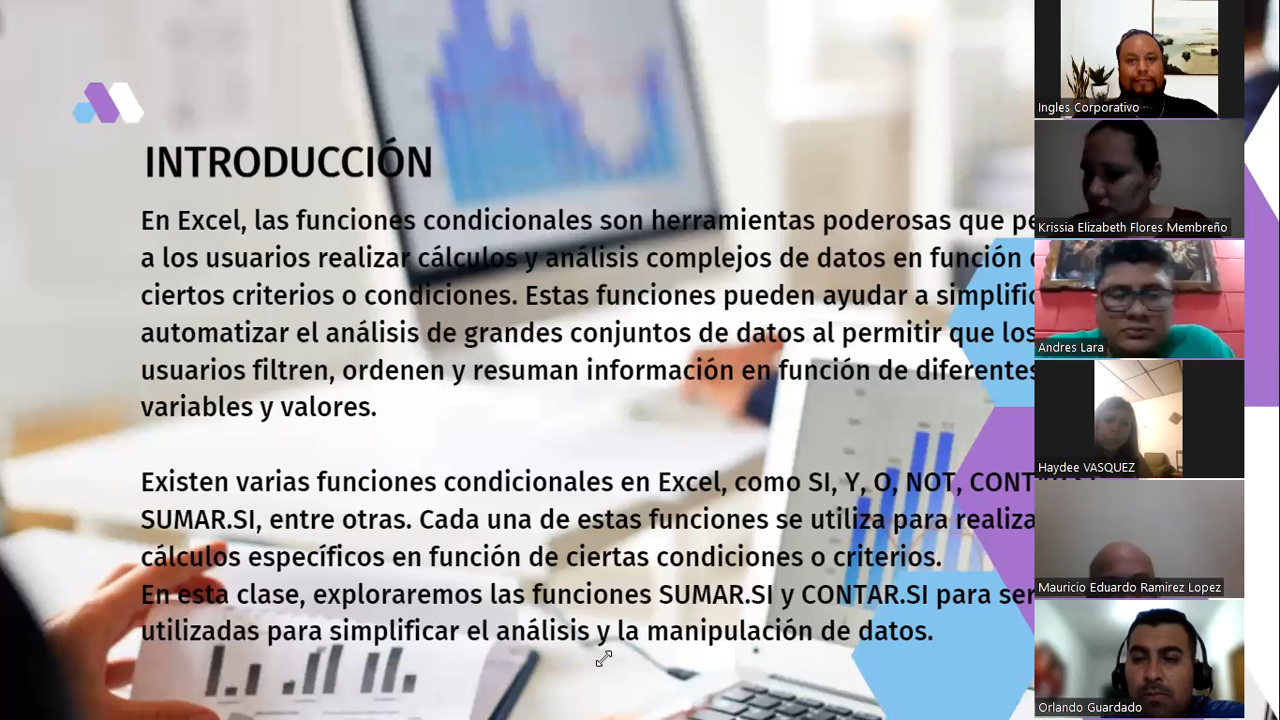 INTRODUCCIÓN
En Excel, las funciones condicionales son herramientas poderosas que
a los usuarios realizar cálculos y análisis complejos de datos en función
ciertos criterios o condiciones. Estas funciones pueden ayudar a
automatizar el análisis de grandes conjuntos de datos al permitir que los
usuarios filtren, ordenen y resuman información en función de diferentes
variables y valores.
Existen varias funciones condicionales en Excel, como SI, Y, O, NOT,
SUMAR.SI, entre otras. Cada una de estas funciones se utiliza para
cálculos específicos en función de ciertas condiciones o criterios.
En esta clase, exploraremos las funciones SUMAR.SI y CONTAR.SI para
utilizadas para simplificar el análisis y la manipulación de datos.
Ingles Corporativo
Krissia Elizabeth Flores Membreño
Andres Lara
Haydee VASQUEZ
Mauricio Eduardo Ramirez Lopez
Orlando Guardado